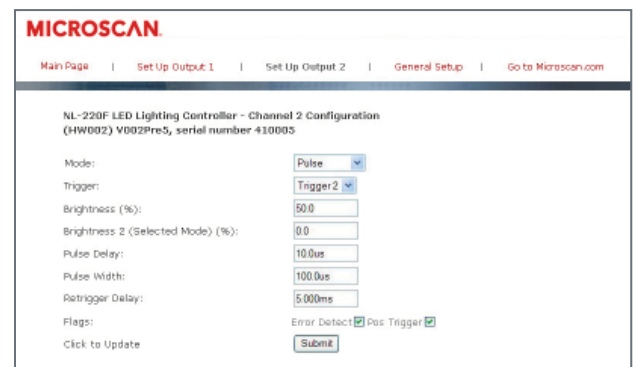 MICROSCAN.
Main Page | Set Up Output 1 | Set Up Output 2 | General Setup | Go to Microscan.com
NL-220F LED Lighting Controller - Channel 2 Configuration
(HW002) V002Pre5, serial number 410005
Mode: Pulse
Trigger: Trigger 2
Brightness (%): 50.0
Brightness 2 (Selected Mode) (%): 0.0
Pulse Delay: 10.0us
Pulse Width: 100.0us
Retrigger Delay: 5.000ms
Flags: Error Detect Pos Trigger
Click to Update Submit